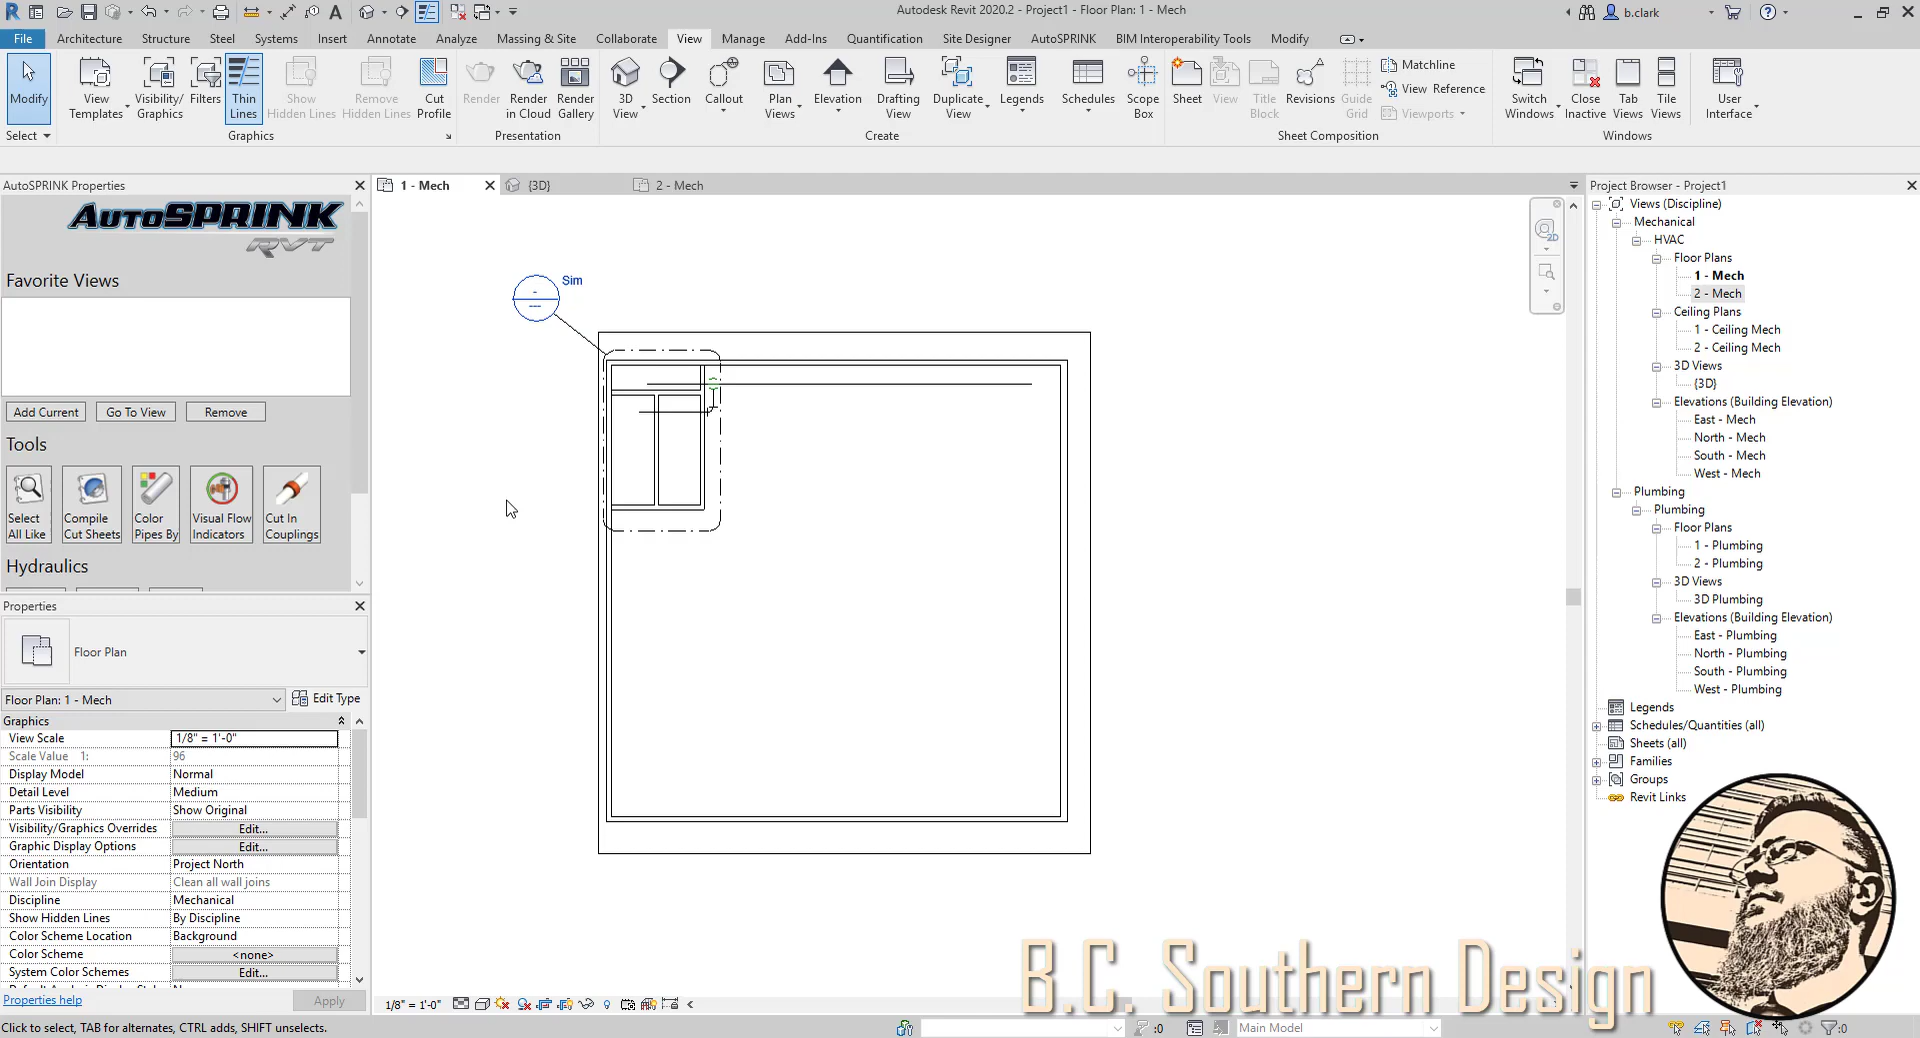 Autodesk Revit 2020.2 - Project1 - Floor Plan: 1 - Mech
b.clark
File Architecture Structure Steel Systems Insert Annotate Analyze Massing & Site Collaborate View Manage Add-Ins Quantification Site Designer AutoSPRINK BIM Interoperability Tools Modify
Modify
View Templates
Visibility/ Graphics
Filters
Thin Lines
Show Hidden Lines
Remove Hidden Lines
Cut Profile
Render
Render in Cloud
Render Gallery
3D View
Section
Callout
Plan Views
Elevation
Drafting View
Duplicate View
Legends
Schedules
Scope Box
Sheet
View
Title Block
Revisions
Guide Grid
Matchline
View Reference
Viewports
Switch Windows
Close Inactive
Tab Views
Tile Views
User Interface
Select
Graphics
Presentation
Create
Sheet Composition
Windows
AutoSPRINK Properties
1 - Mech
{3D}
2 - Mech
Project Browser - Project1
AutoSPRINK
RVT
Favorite Views
Add Current
Go To View
Remove
Tools
Select All Like
Compile Cut Sheets
Color Pipes By
Visual Flow Indicators
Cut In Couplings
Hydraulics
Properties
Floor Plan
Floor Plan: 1 - Mech
Edit Type
Graphics
View Scale 1/8" = 1'-0"
Scale Value 1: 96
Display Model Normal
Detail Level Medium
Parts Visibility Show Original
Visibility/Graphics Overrides Edit...
Graphic Display Options Edit...
Orientation Project North
Wall Join Display Clean all wall joins
Discipline Mechanical
Show Hidden Lines By Discipline
Color Scheme Location Background
Color Scheme <none>
System Color Schemes Edit...
Properties help
Apply
Sim
2D
Views (Discipline)
Mechanical
HVAC
Floor Plans
1 - Mech
2 - Mech
Ceiling Plans
1 - Ceiling Mech
2 - Ceiling Mech
3D Views
{3D}
Elevations (Building Elevation)
East - Mech
North - Mech
South - Mech
West - Mech
Plumbing
Plumbing
Floor Plans
1 - Plumbing
2 - Plumbing
3D Views
3D Plumbing
Elevations (Building Elevation)
East - Plumbing
North - Plumbing
South - Plumbing
West - Plumbing
Legends
Schedules/Quantities (all)
Sheets (all)
Families
Groups
Revit Links
B.C. Southern Design
1/8" = 1'-0"
Click to select, TAB for alternates, CTRL adds, SHIFT unselects.
:0
Main Model
:0